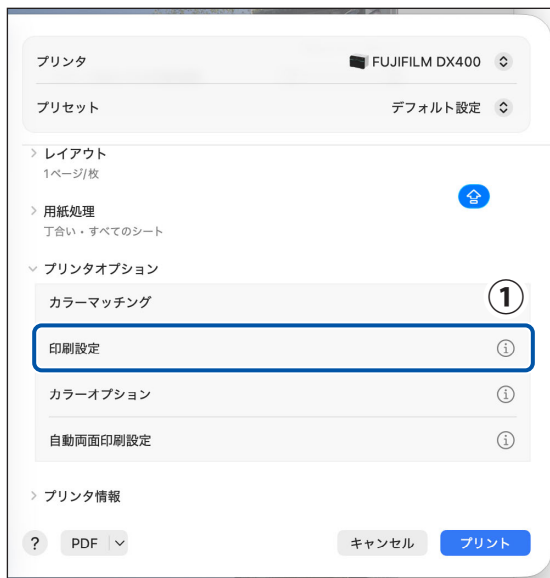 プリンタ FUJIFILM DX400
プリセット デフォルト設定
レイアウト
1ページ/枚
用紙処理
丁合い・すべてのシート
プリンタオプション
カラーマッチング ①
印刷設定
カラーオプション
自動両面印刷設定
プリンタ情報
? PDF キャンセル プリント